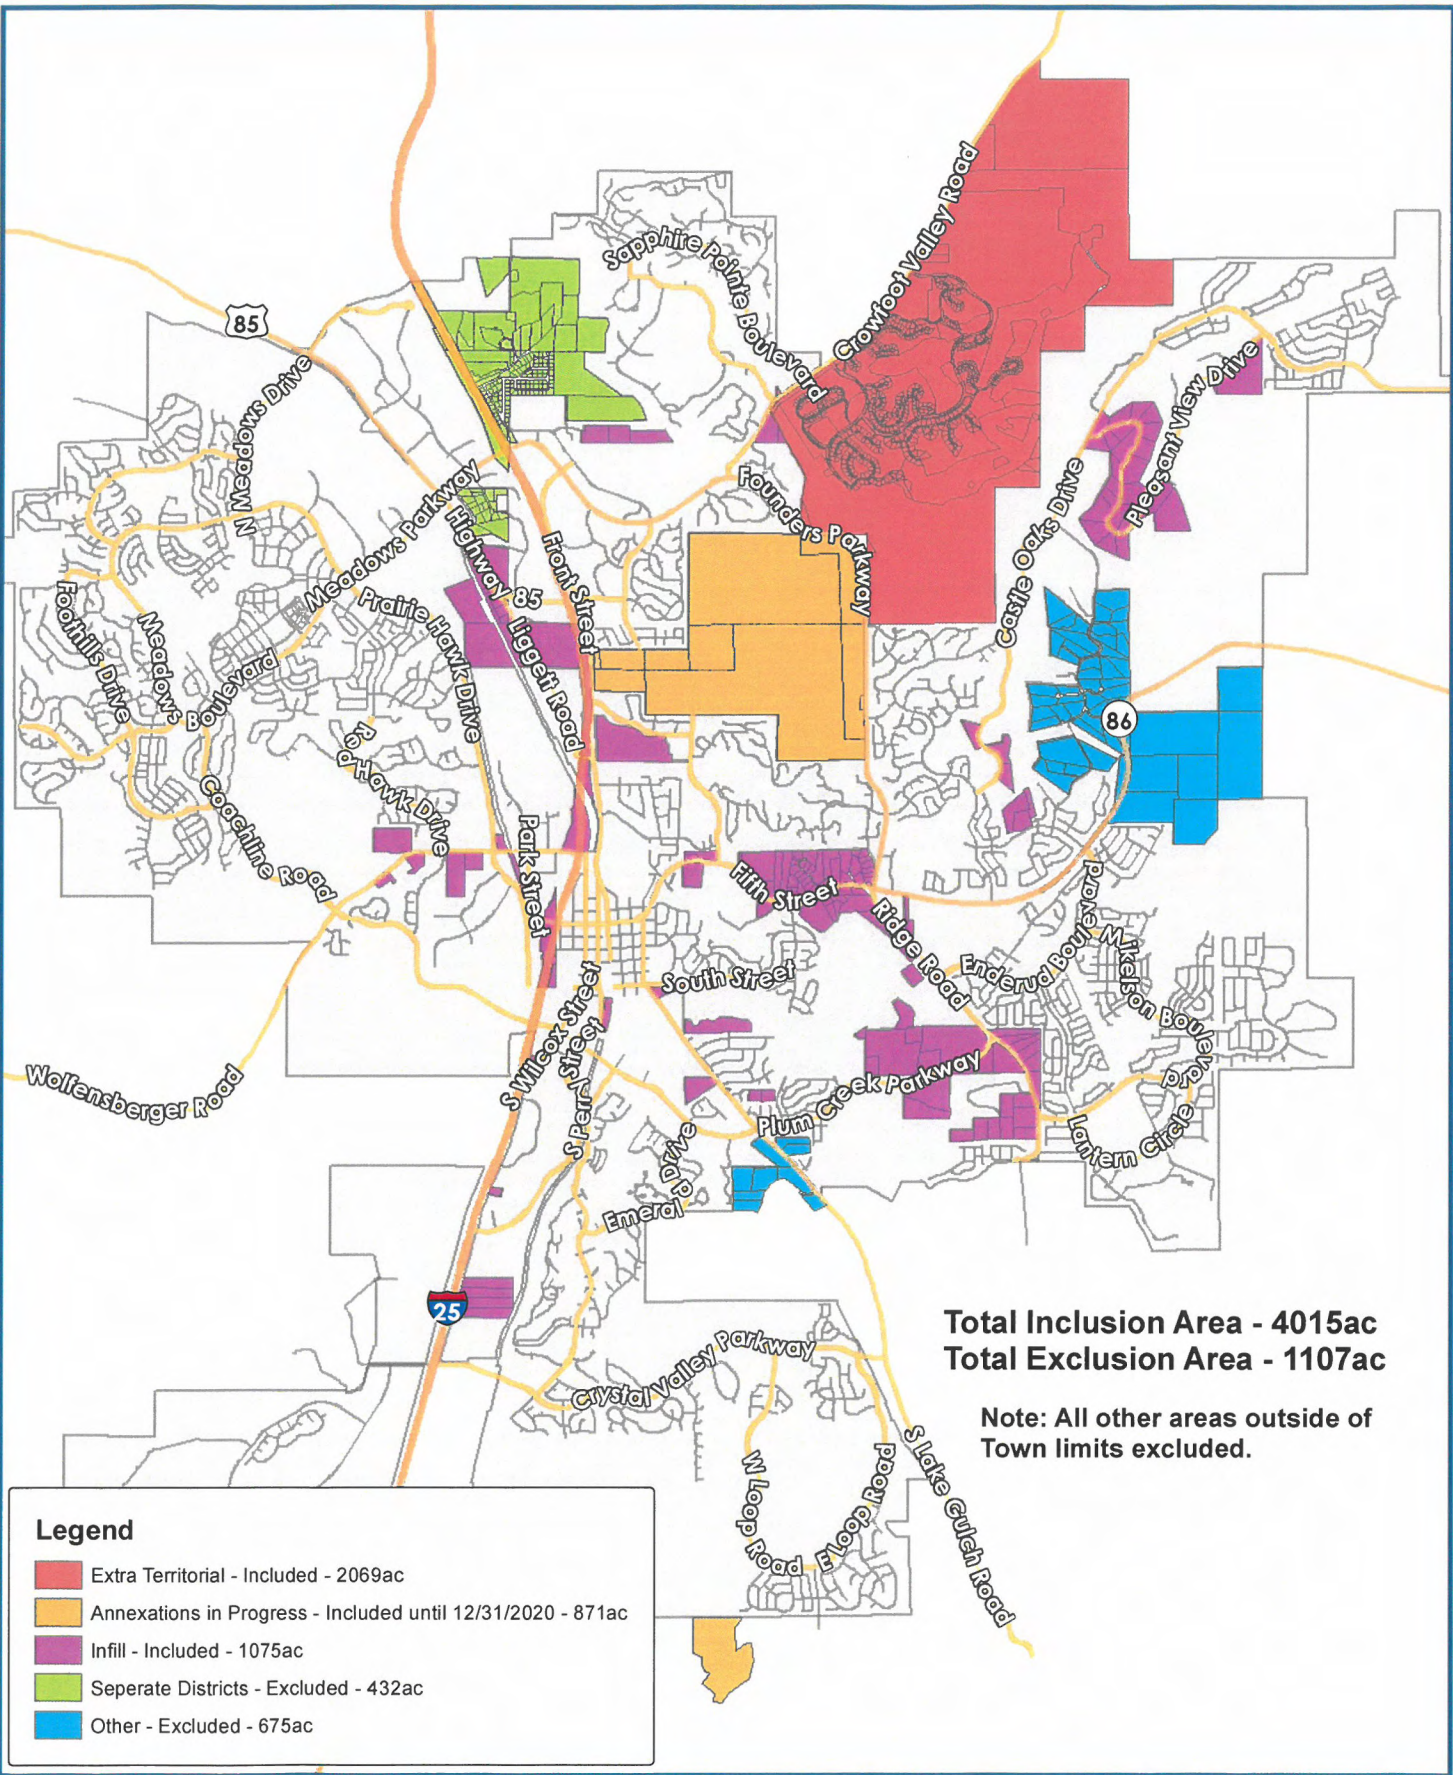 Crowfoot Valley Road
Sapphire Pointe Boulevard
85
N Meadows Drive
Pleasant View Drive
Meadows Parkway
Founders Parkway
Castle Oaks Drive
Highway 85
Front Street
Foothills Drive
Meadows Boulevard
Prairie Hawk Drive
Liggett Road
86
Red Hawk Drive
Coachline Road
Park Street
Fifth Street
Ridge Road
Enderud Boulevard
Mikelson Boulevard
South Street
S Wilcox Street
S Perry Street
Wolfensberger Road
Plum Creek Parkway
Lantern Circle
Emerald Drive
25
Total Inclusion Area - 4015ac
Total Exclusion Area - 1107ac
Crystal Valley Parkway
Note: All other areas outside of
Town limits excluded.
W Loop Road
E Loop Road
S Lake Gulch Road
Legend
Extra Territorial - Included - 2069ac
Annexations in Progress - Included until 12/31/2020 - 871ac
Infill - Included - 1075ac
Seperate Districts - Excluded - 432ac
Other - Excluded - 675ac